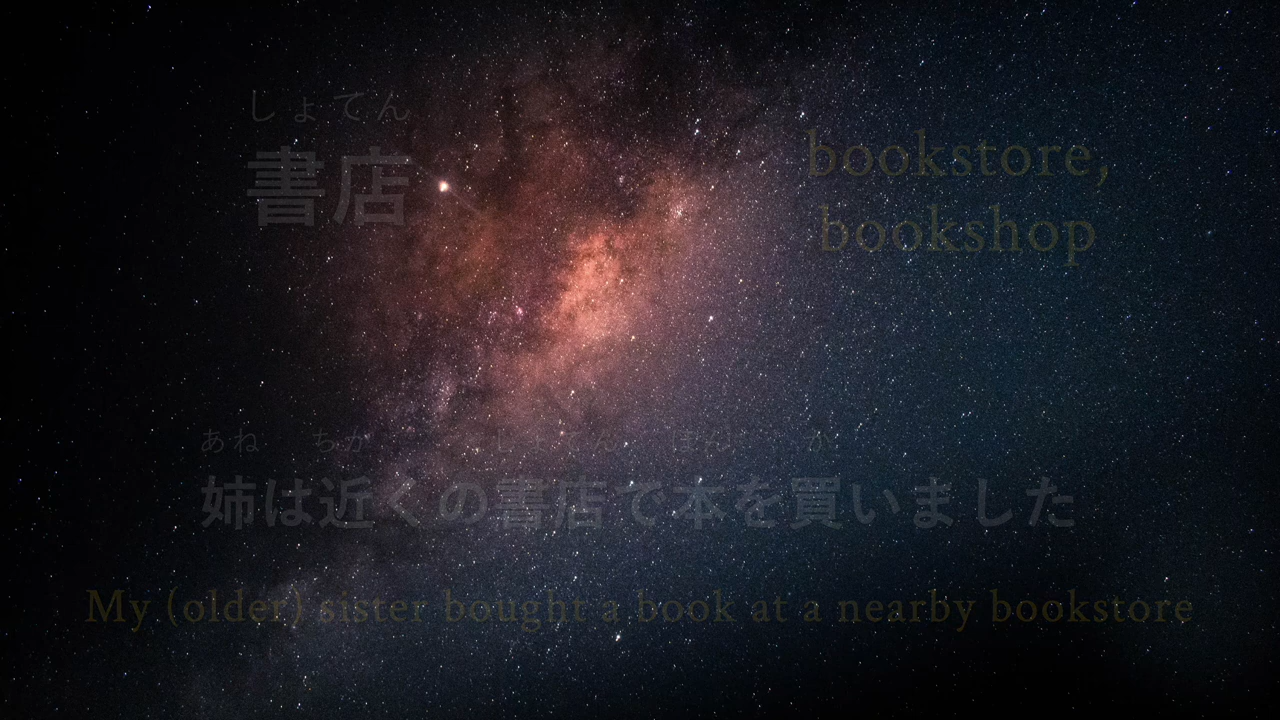 しょてん
書店
bookstore,
bookshop
あね ちか しょてん ほん か
姉は近くの書店で本を買いました
My (older) sister bought a book at a nearby bookstore